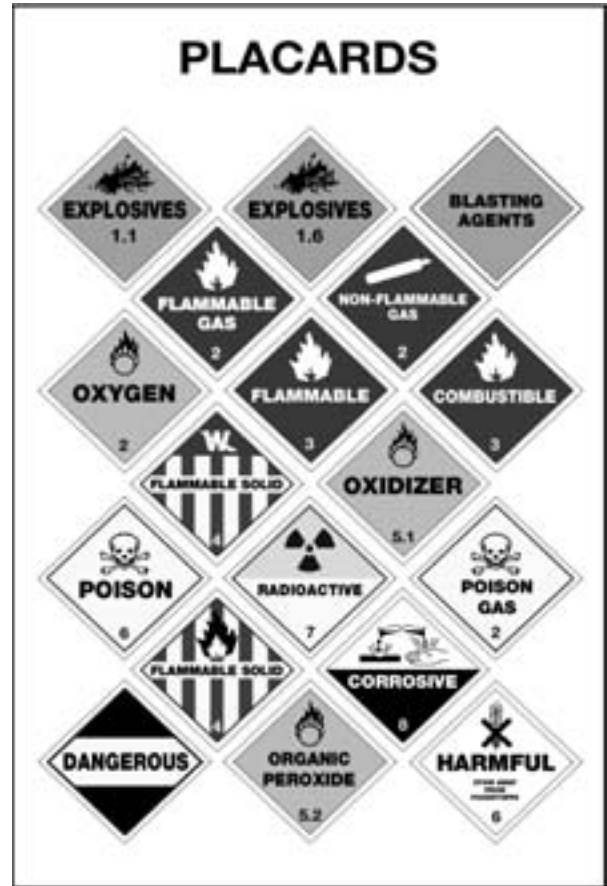 PLACARDS
EXPLOSIVES
1.1
EXPLOSIVES
1.6
BLASTING
AGENTS
FLAMMABLE
GAS
2
NON-FLAMMABLE
GAS
2
OXYGEN
2
FLAMMABLE
3
COMBUSTIBLE
3
W
FLAMMABLE SOLID
4
OXIDIZER
5.1
POISON
6
RADIOACTIVE
7
POISON
GAS
2
FLAMMABLE SOLID
4
CORROSIVE
8
DANGEROUS
ORGANIC
PEROXIDE
5.2
HARMFUL
6